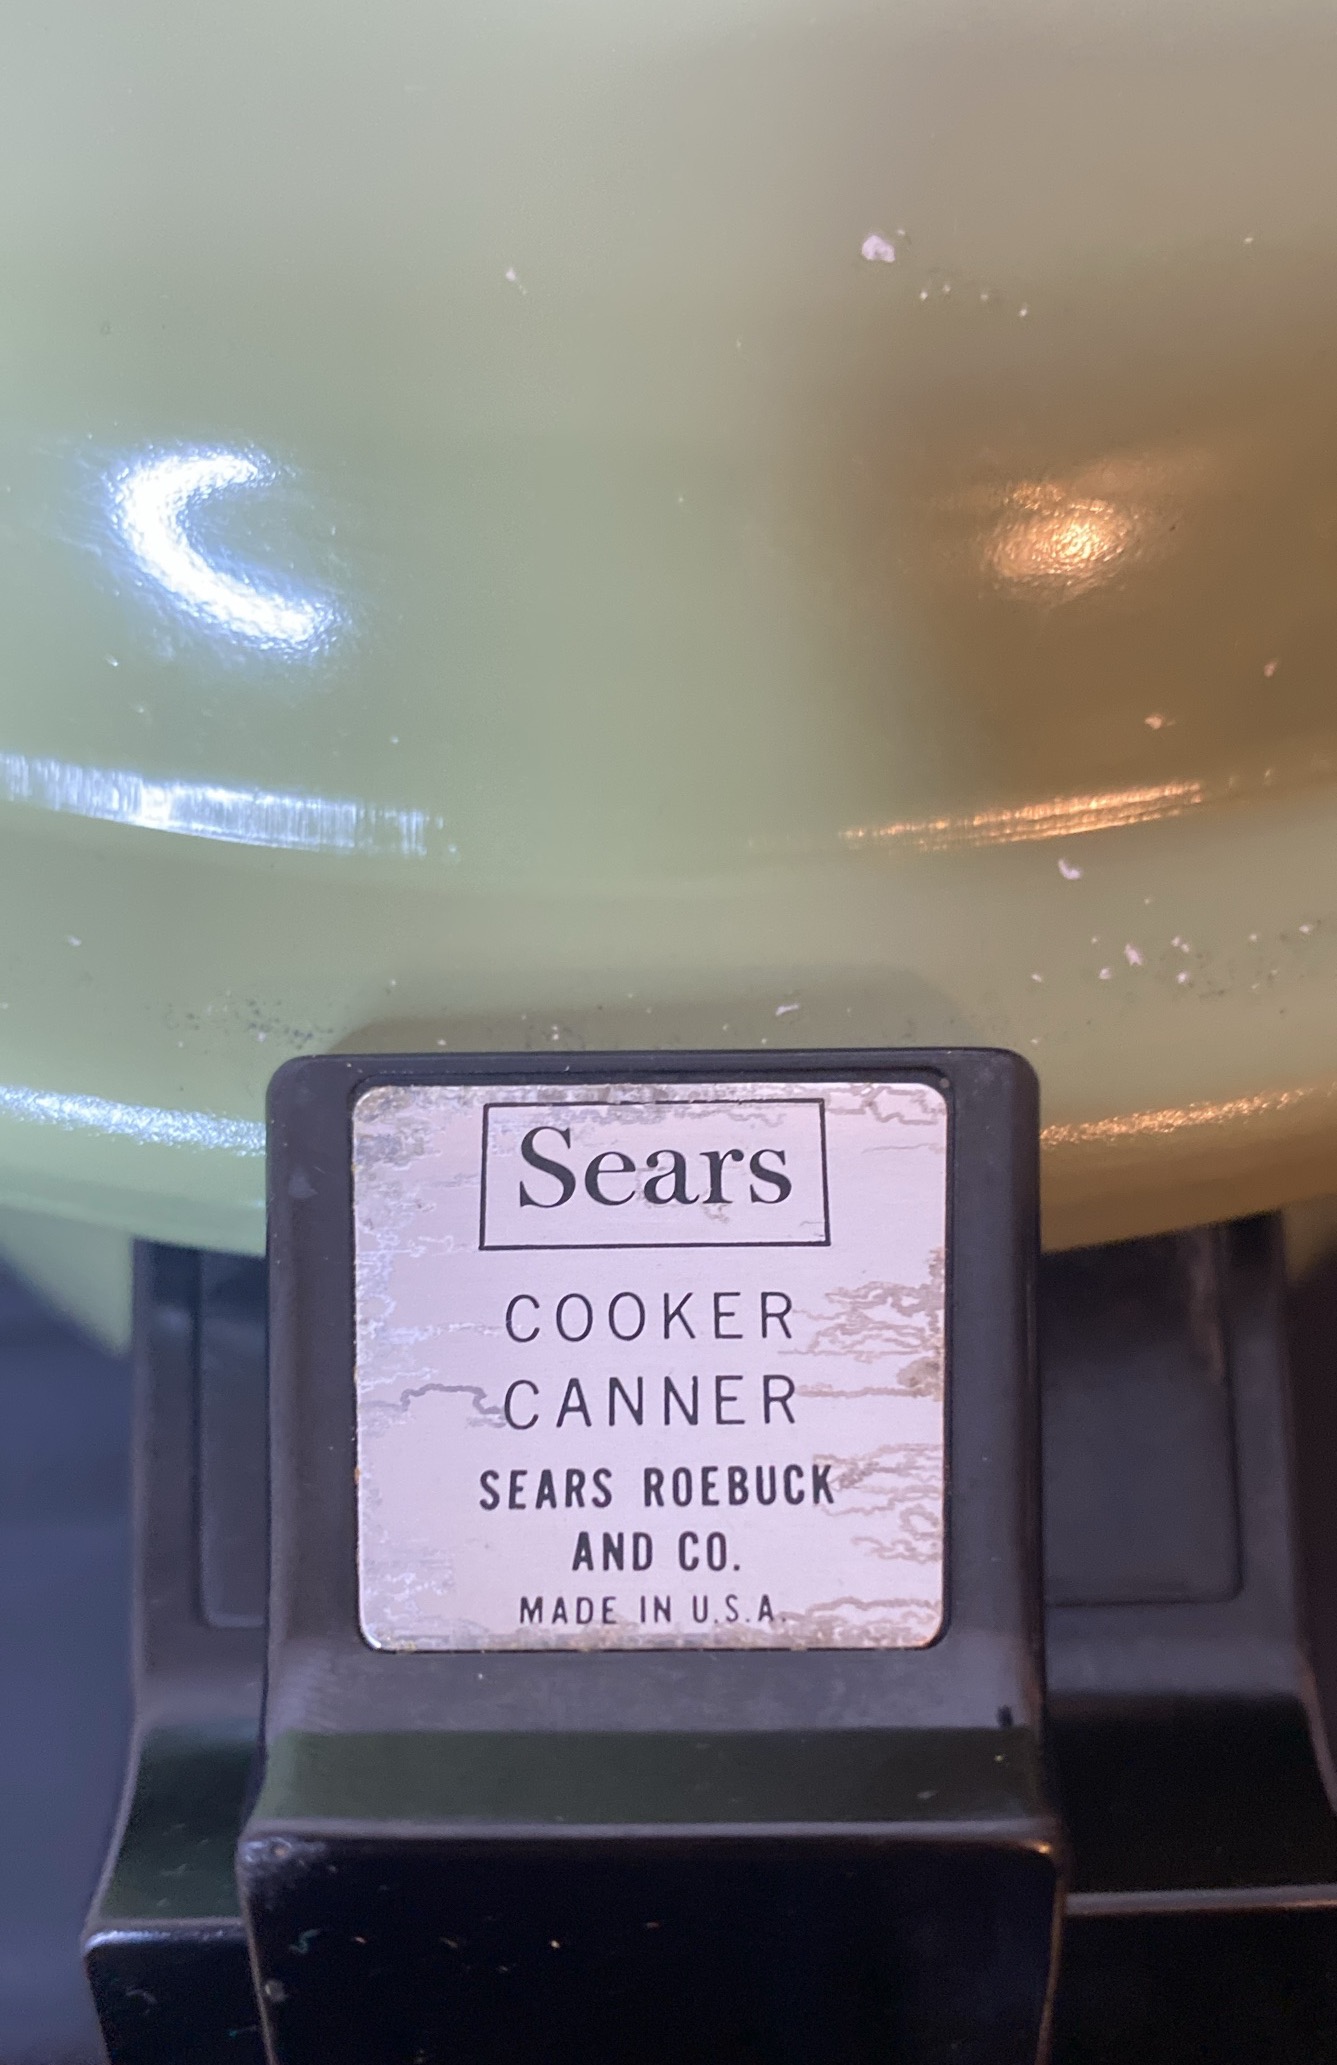 Sears
COOKER
CANNER
SEARS ROEBUCK
AND CO.
MADE IN U.S.A.